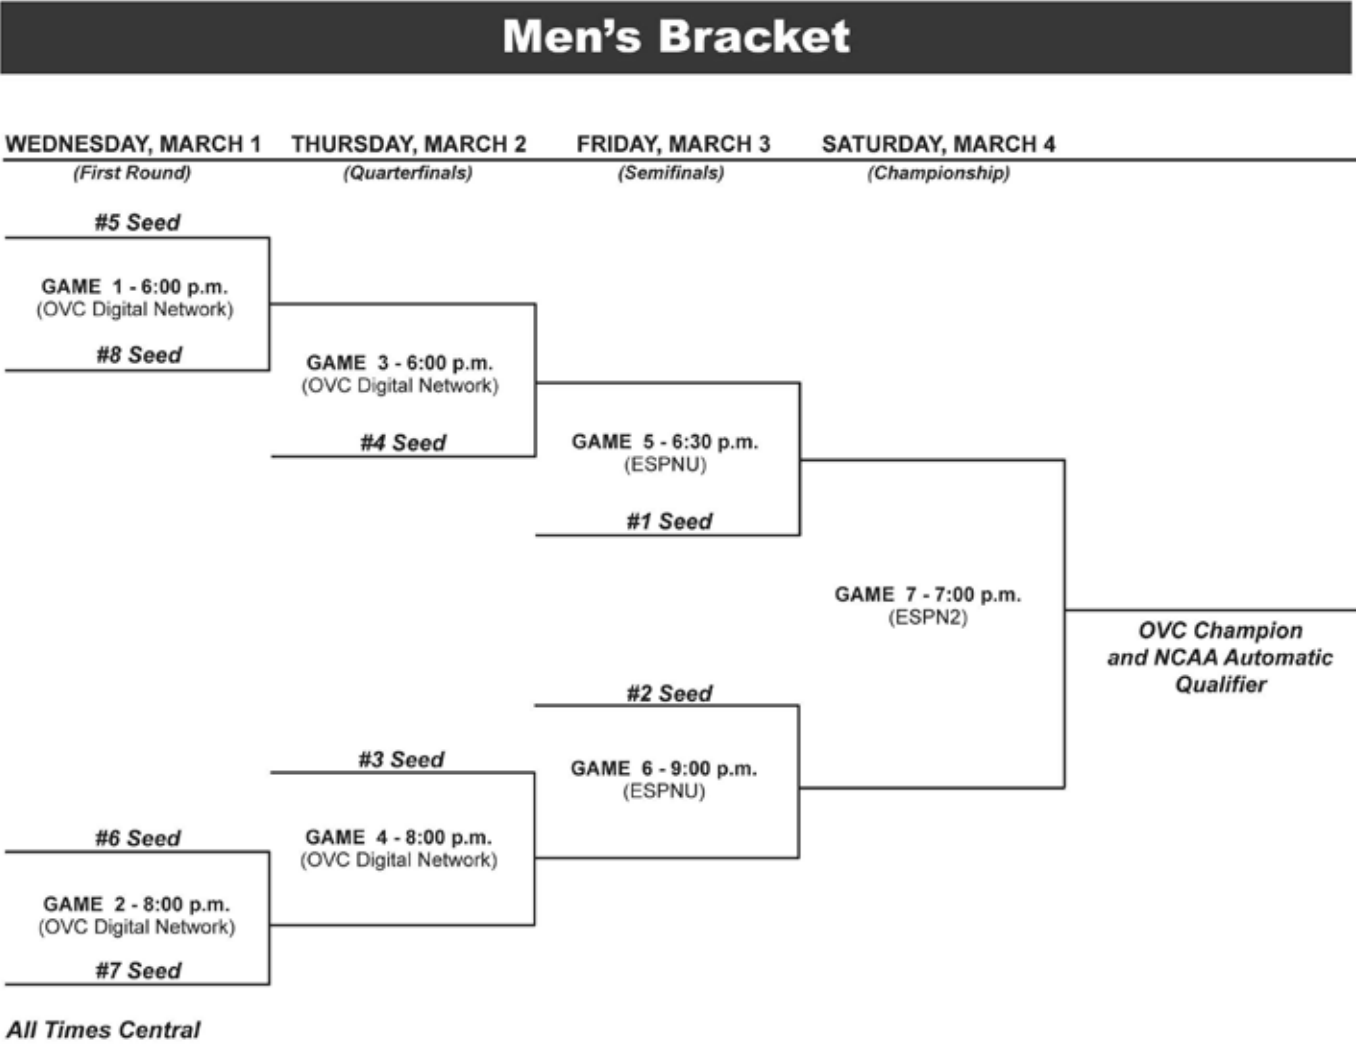 Men's Bracket
WEDNESDAY, MARCH 1
(First Round)
THURSDAY, MARCH 2
(Quarterfinals)
FRIDAY, MARCH 3
(Semifinals)
SATURDAY, MARCH 4
(Championship)
#5 Seed
GAME 1 - 6:00 p.m.
(OVC Digital Network)
#8 Seed
GAME 3 - 6:00 p.m.
(OVC Digital Network)
#4 Seed
GAME 5 - 6:30 p.m.
(ESPNU)
#1 Seed
GAME 7 - 7:00 p.m.
(ESPN2)
OVC Champion
and NCAA Automatic
Qualifier
#2 Seed
GAME 6 - 9:00 p.m.
(ESPNU)
#3 Seed
GAME 4 - 8:00 p.m.
(OVC Digital Network)
#6 Seed
GAME 2 - 8:00 p.m.
(OVC Digital Network)
#7 Seed
All Times Central